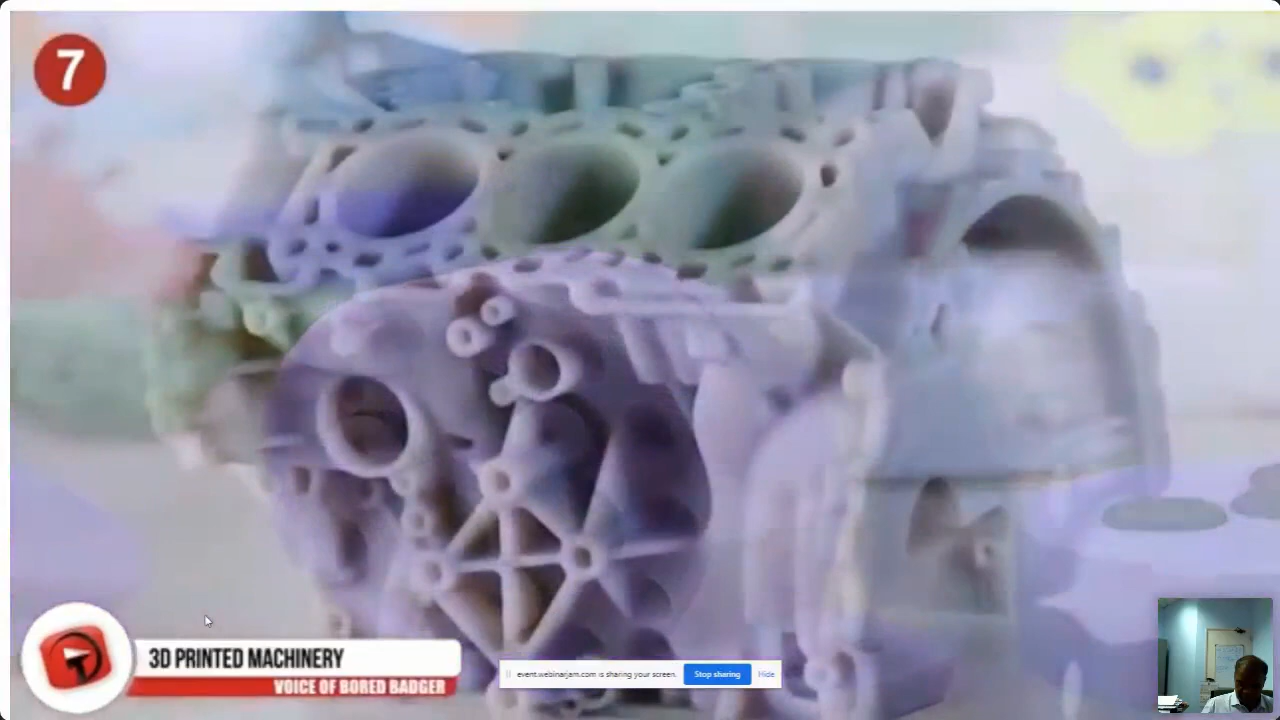 7
3D PRINTED MACHINERY
VOICE OF BORED BADGER
event.webinarjam.com is sharing your screen.
Stop sharing
Hide